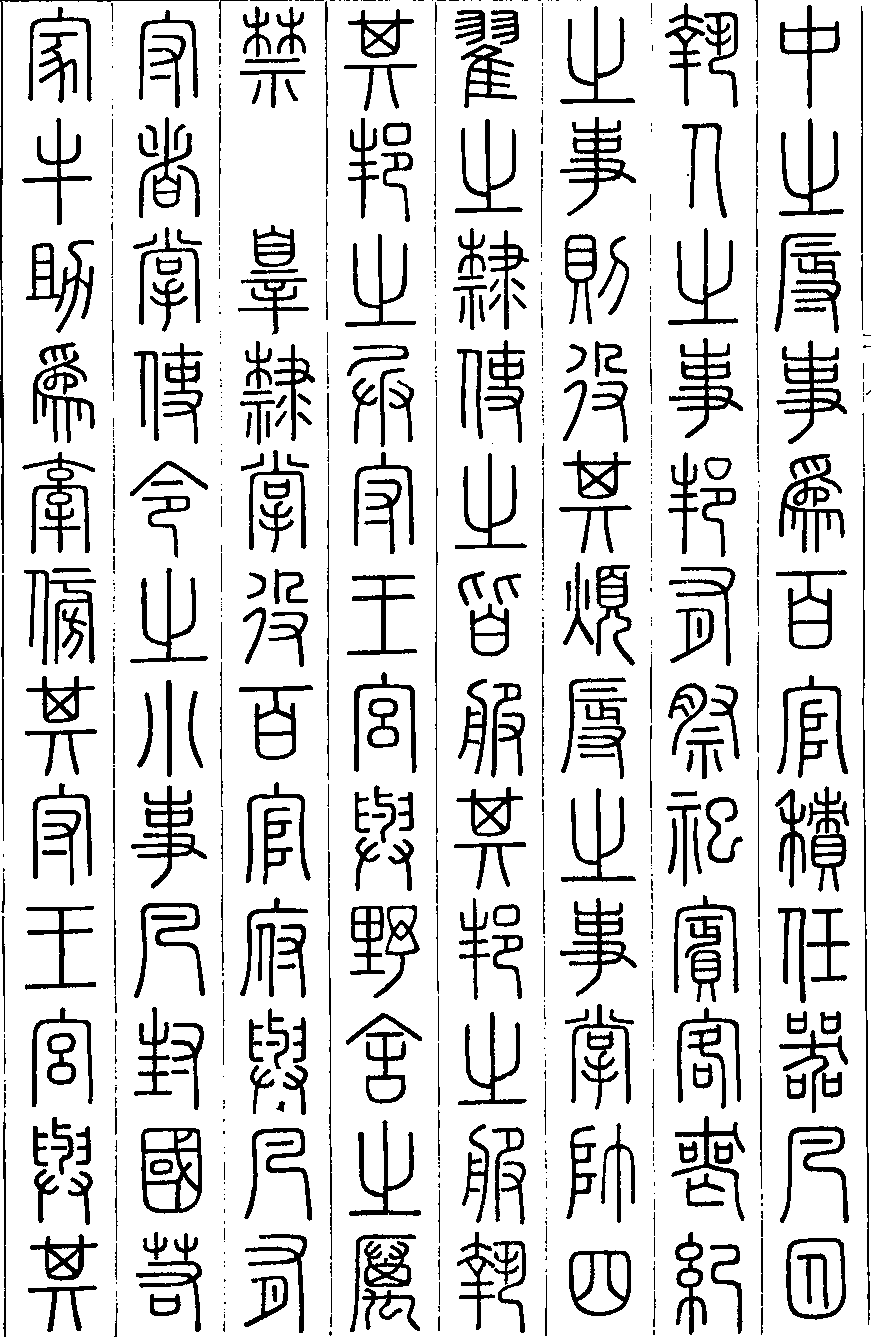 中之辱事為百官積任器凡囚
執人之事邦有祭祀賓客喪紀
之事則役其煩辱之事掌帥四
翟之隸使之皆服其邦之服執
其邦之兵守王宮與野舍之厲
禁　辠隸掌役百官府與凡有
守者掌使令之小事凡封國若
家牛助為牽傍其守王宮與其